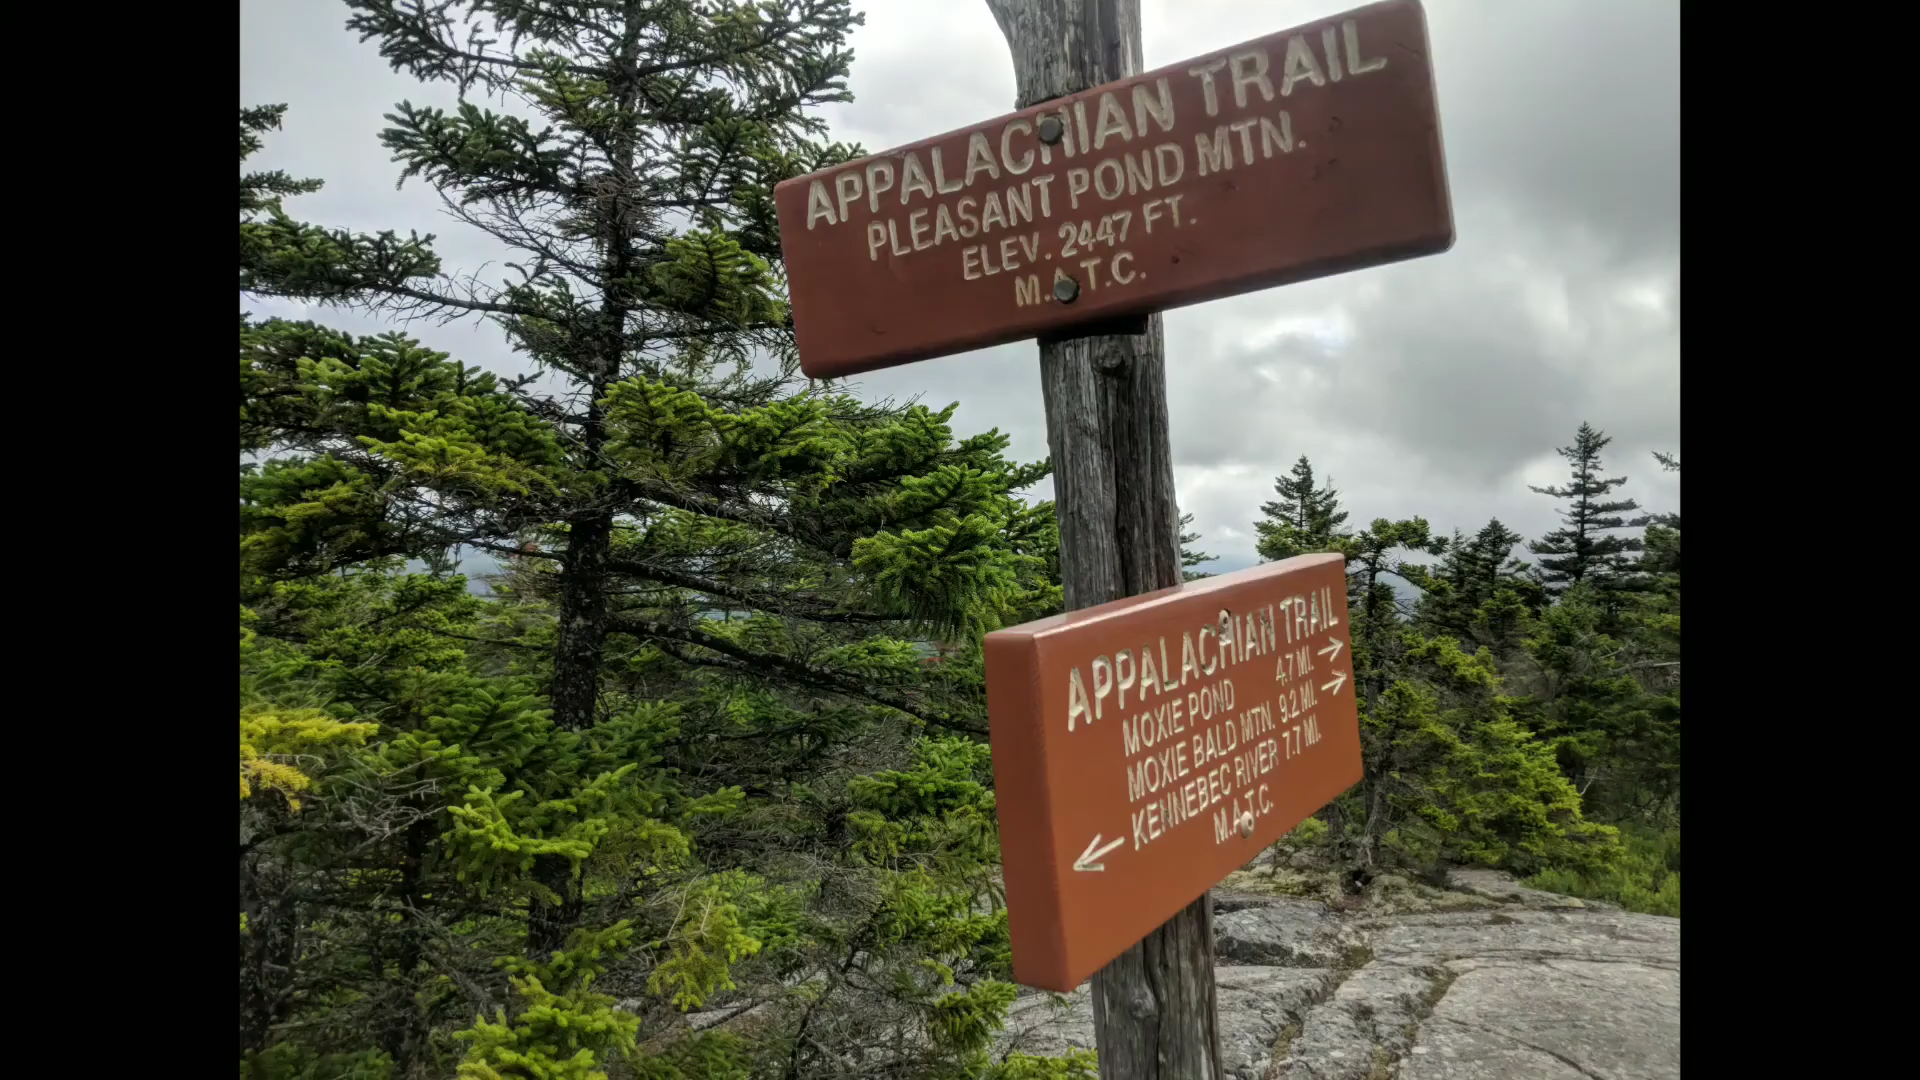 APPALACHIAN TRAIL
PLEASANT POND MTN.
ELEV. 2447 FT.
M.A.T.C.
APPALACHIAN TRAIL
MOXIE POND 4.7 MI. →
MOXIE BALD MTN. 9.2 MI. →
← KENNEBEC RIVER 7.7 MI.
M.A.T.C.